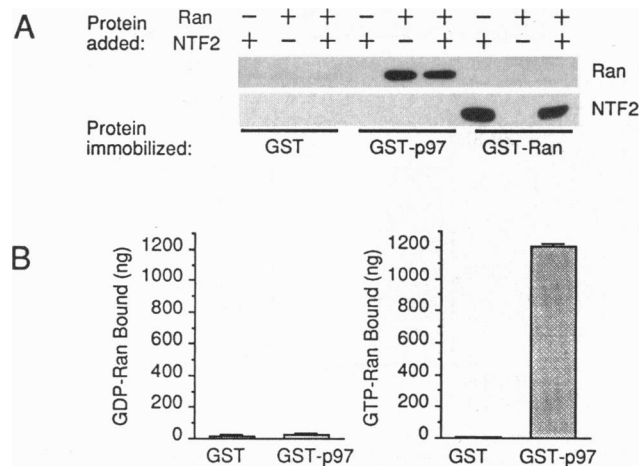 A
Protein added:
Ran − + + − + + − + +
NTF2 + − + + − + + − +
Ran
NTF2
Protein immobilized:
GST GST-p97 GST-Ran
B
GDP-Ran Bound (ng)
1200
1000
800
600
400
200
0
GST GST-p97
GTP-Ran Bound (ng)
1200
1000
800
600
400
200
0
GST GST-p97